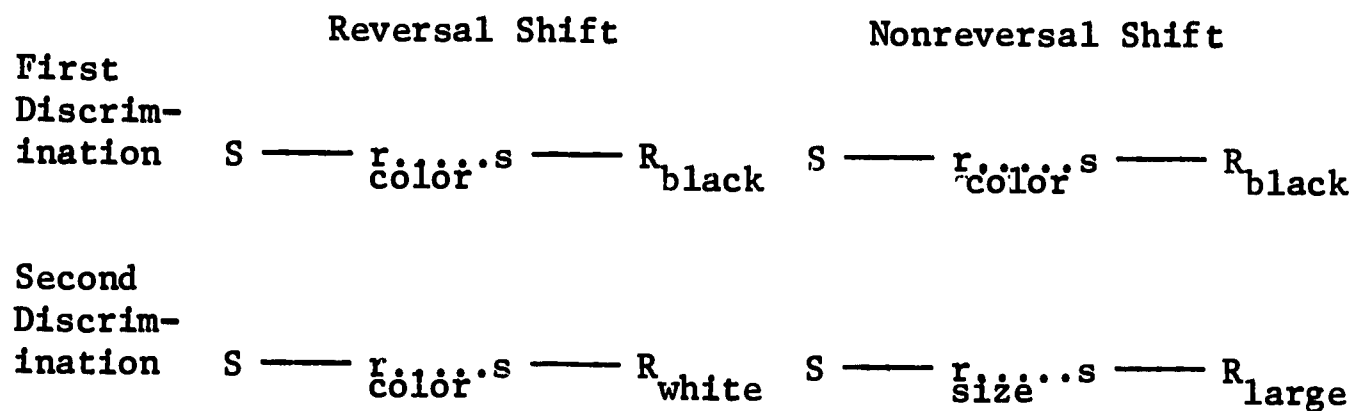 Reversal Shift Nonreversal Shift
First
Discrim-
ination S —— r.....s —— R black S —— r.....s —— R black
color color
Second
Discrim-
ination S —— r.....s —— R white S —— r.....s —— R large
color size